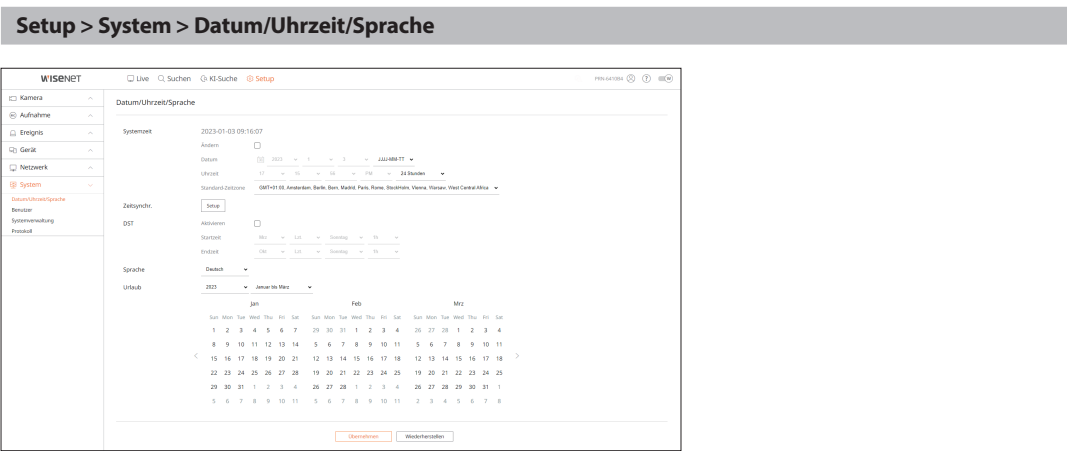 Setup > System > Datum/Uhrzeit/Sprache
WISENET Live Suchen KI-Suche Setup PRN-6410B4 ?
Kamera
Aufnahme
Ereignis
Gerät
Netzwerk
System
Datum/Uhrzeit/Sprache
Benutzer
Systemverwaltung
Protokoll
Datum/Uhrzeit/Sprache
Systemzeit 2023-01-03 09:16:07
Ändern
Datum 2023 1 3 JJJJ-MM-TT
Uhrzeit 17 PM 24 Stunden
Standard-Zeitzone GMT+01:00, Amsterdam, Berlin, Bern, Madrid, Paris, Rome, StockHolm, Vienna, Warsaw, West Central Africa
Zeitsynchr. Setup
DST Aktivieren
Startzeit
Endzeit
Sprache Deutsch
Urlaub 2023 Januar bis März
Jan Feb Mrz
Sun Mon Tue Wed Thu Fri Sat Sun Mon Tue Wed Thu Fri Sat Sun Mon Tue Wed Thu Fri Sat
1 2 3 4 5 6 7 29 30 31 1 2 3 4 26 27 28 1 2 3 4
8 9 10 11 12 13 14 5 6 7 8 9 10 11 5 6 7 8 9 10 11
< 15 16 17 18 19 20 21 12 13 14 15 16 17 18 12 13 14 15 16 17 18 >
22 23 24 25 26 27 28 19 20 21 22 23 24 25 19 20 21 22 23 24 25
29 30 31 1 2 3 4 26 27 28 1 2 3 4 26 27 28 29 30 31 1
5 6 7 8 9 10 11 5 6 7 8 9 10 11 2 3 4 5 6 7 8
Übernehmen Wiederherstellen